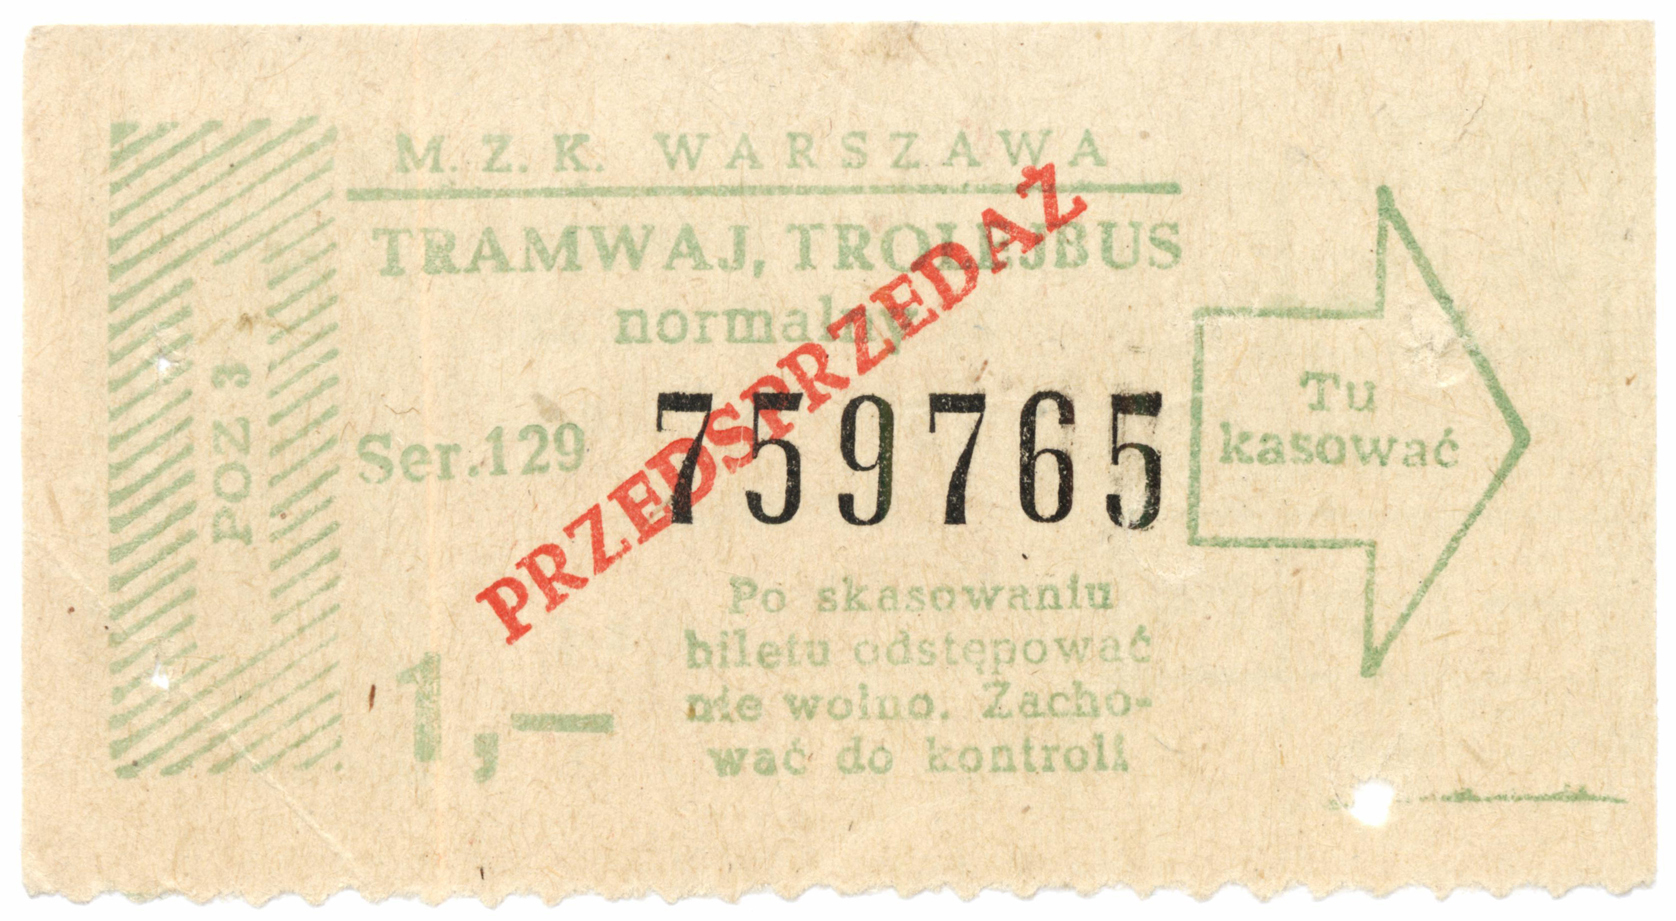 M. Z. K. WARSZAWA
TRAMWAJ, TROLEJBUS
normalny
PRZEDSPRZEDAŻ
POZ 3
Ser.129
759765
Tu
kasować
1,—
Po skasowaniu
biletu odstępować
nie wolno. Zacho-
wać do kontroli